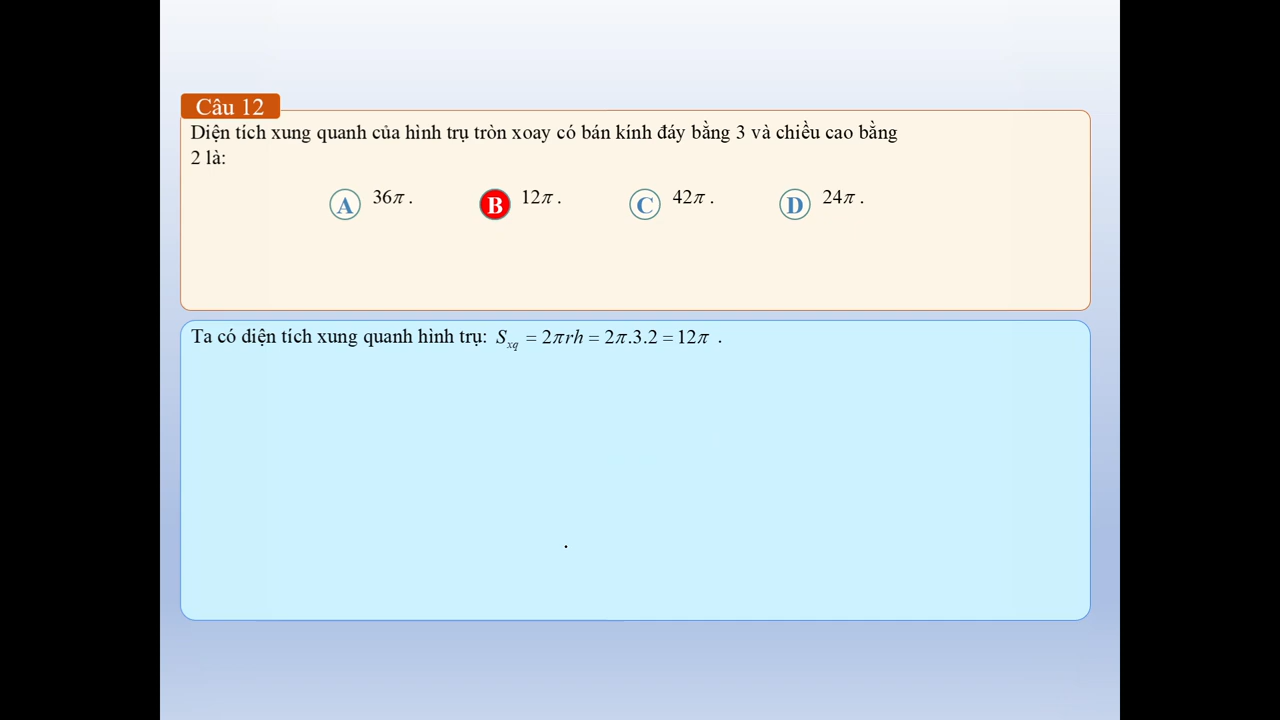 Câu 12
Diện tích xung quanh của hình trụ tròn xoay có bán kính đáy bằng 3 và chiều cao bằng
2 là:
A 36π . B 12π . C 42π . D 24π .
Ta có diện tích xung quanh hình trụ: S_{xq} = 2πrh = 2π.3.2 = 12π .
.